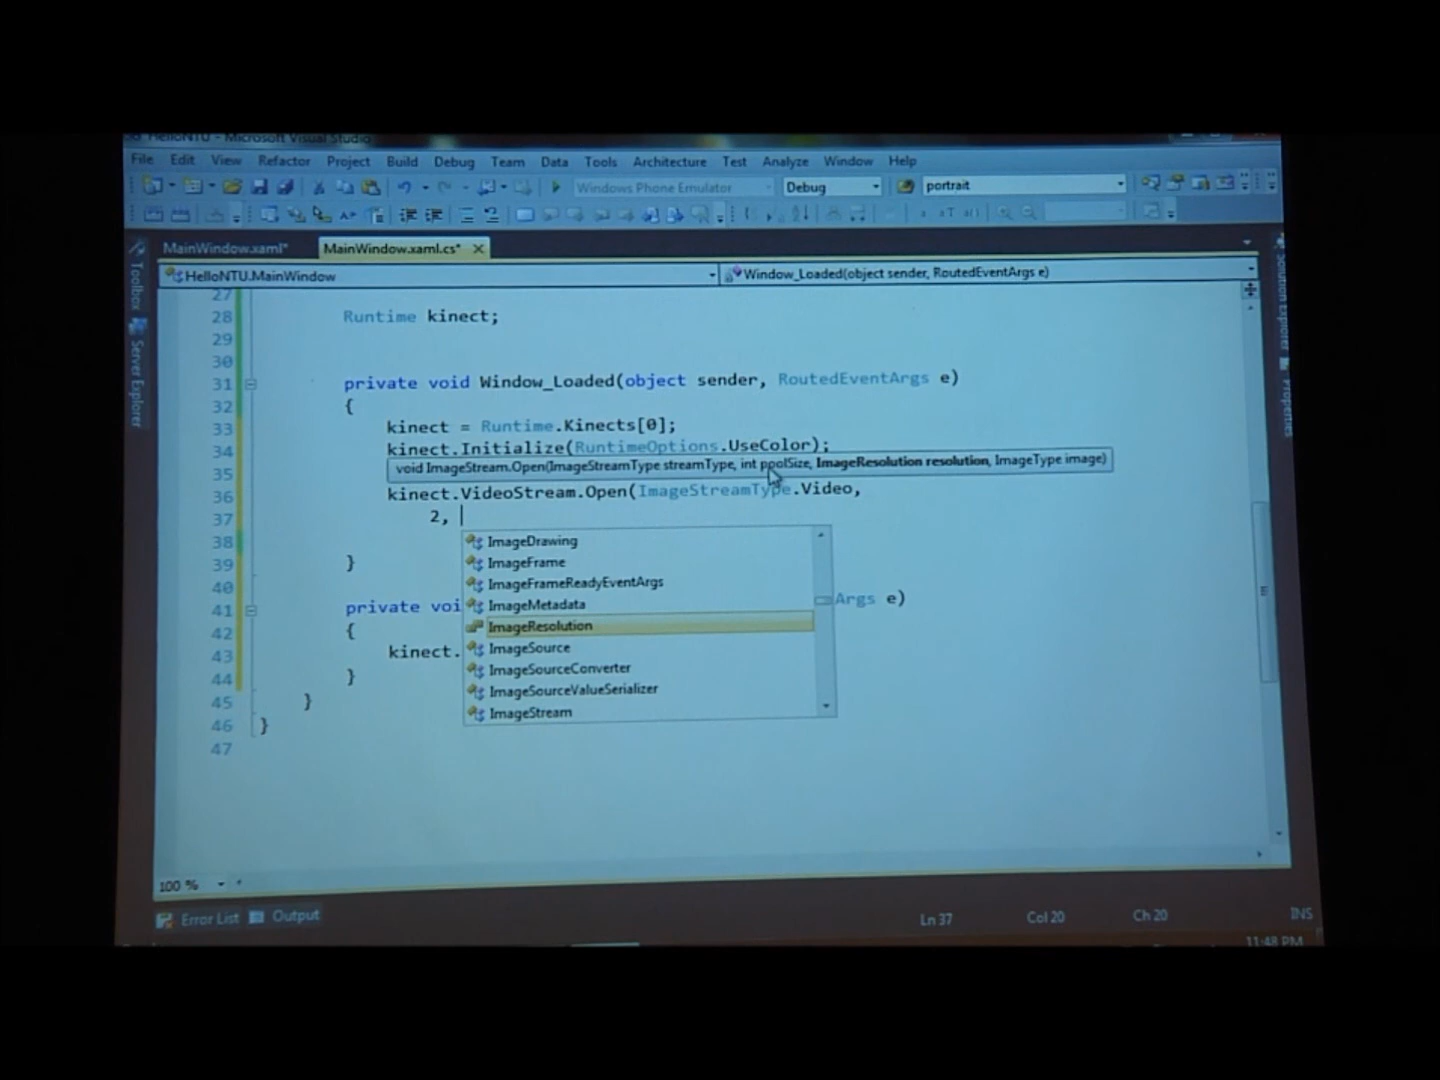 HelloNTU - Microsoft Visual Studio
File Edit View Refactor Project Build Debug Team Data Tools Architecture Test Analyze Window Help
Windows Phone Emulator Debug portrait
MainWindow.xaml* MainWindow.xaml.cs*
HelloNTU.MainWindow Window_Loaded(object sender, RoutedEventArgs e)
Toolbox
Server Explorer
Solution Explorer
Properties
27
28 Runtime kinect;
29
30
31 private void Window_Loaded(object sender, RoutedEventArgs e)
32 {
33 kinect = Runtime.Kinects[0];
34 kinect.Initialize(RuntimeOptions.UseColor);
35 void ImageStream.Open(ImageStreamType streamType, int poolSize, ImageResolution resolution, ImageType image)
36 kinect.VideoStream.Open(ImageStreamType.Video,
37 2,
38 ImageDrawing
39 } ImageFrame
40 ImageFrameReadyEventArgs
41 private voi ImageMetadata Args e)
42 { ImageResolution
43 kinect. ImageSource
44 } ImageSourceConverter
45 } ImageSourceValueSerializer
46 } ImageStream
47
100 %
Error List Output Ln 37 Col 20 Ch 20 INS
11:48 PM